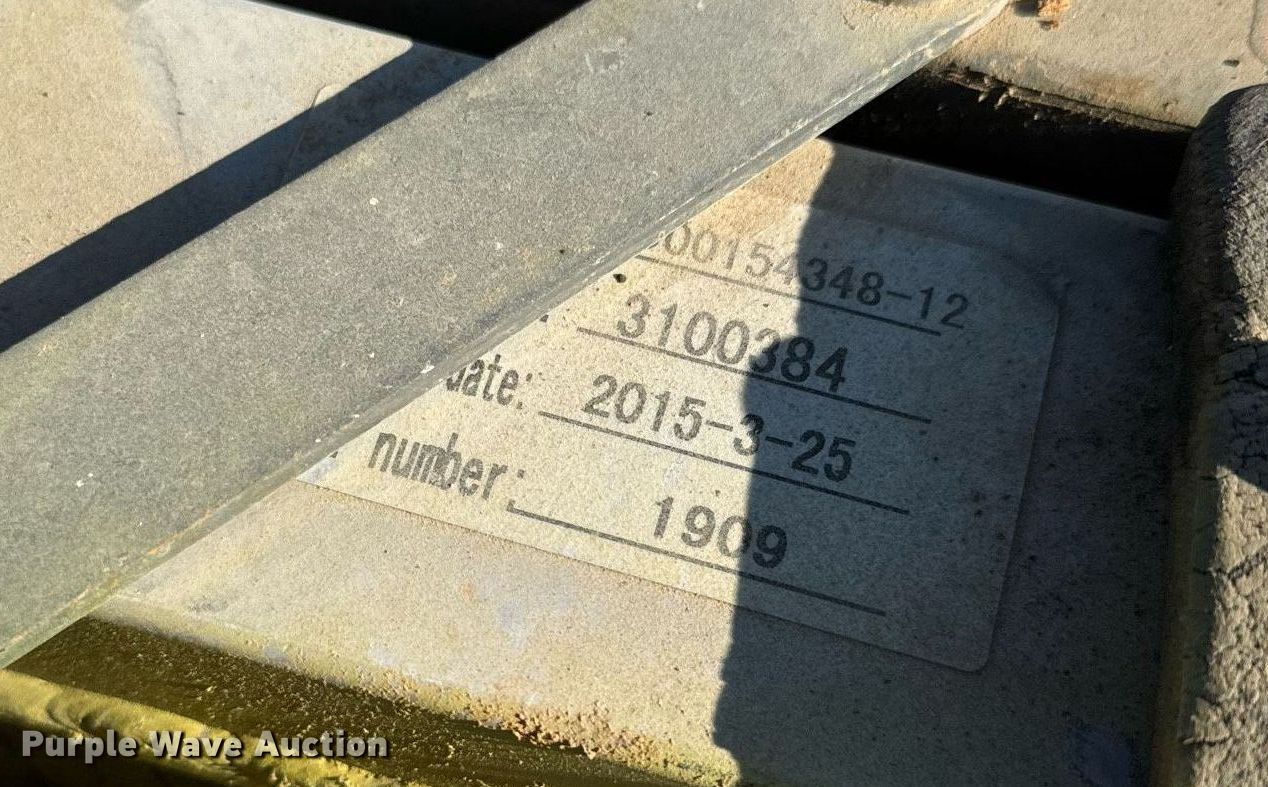 00154348-12
3100384
date: 2015-3-25
number: 1909
Purple Wave Auction